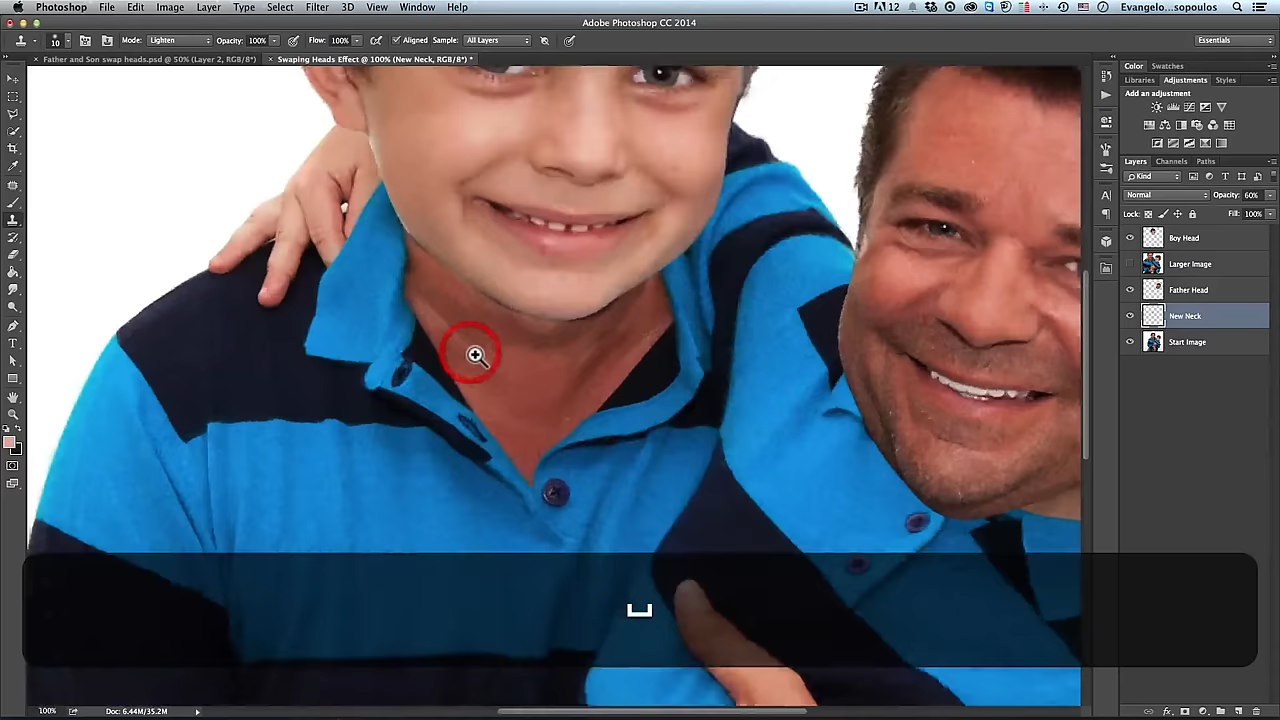 Photoshop File Edit Image Layer Type Select Filter 3D View Window Help 12 Evangelo...sopoulos
Adobe Photoshop CC 2014
10 Mode: Lighten Opacity: 100% Flow: 100% Aligned Sample: All Layers Essentials
× Father and Son swap heads.psd @ 50% (Layer 2, RGB/8*) × Swaping Heads Effect @ 100% (New Neck, RGB/8*) *
Color Swatches
Libraries Adjustments Styles
Add an adjustment
Layers Channels Paths
Kind
Normal Opacity: 60%
Lock: Fill: 100%
Boy Head
Larger Image
Father Head
New Neck
Start Image
100% Doc: 6.44M/35.2M